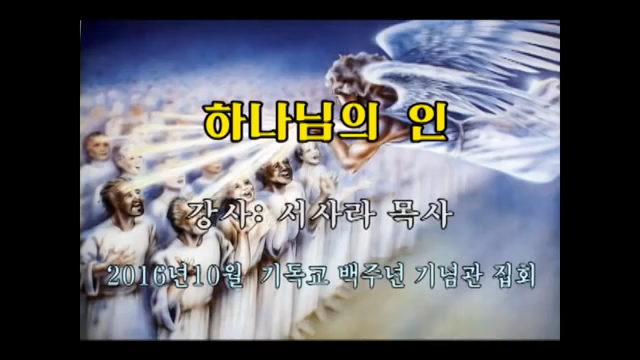 하나님의 인
강사: 서사라 목사
2016년10월 기독교 백주년 기념관 집회